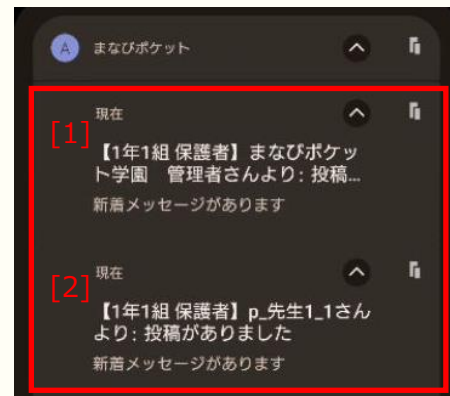 A まなびポケット
[1]
現在
【1年1組 保護者】まなびポケッ
ト学園　管理者さんより: 投稿...
新着メッセージがあります
[2]
現在
【1年1組 保護者】p_先生1_1さん
より: 投稿がありました
新着メッセージがあります